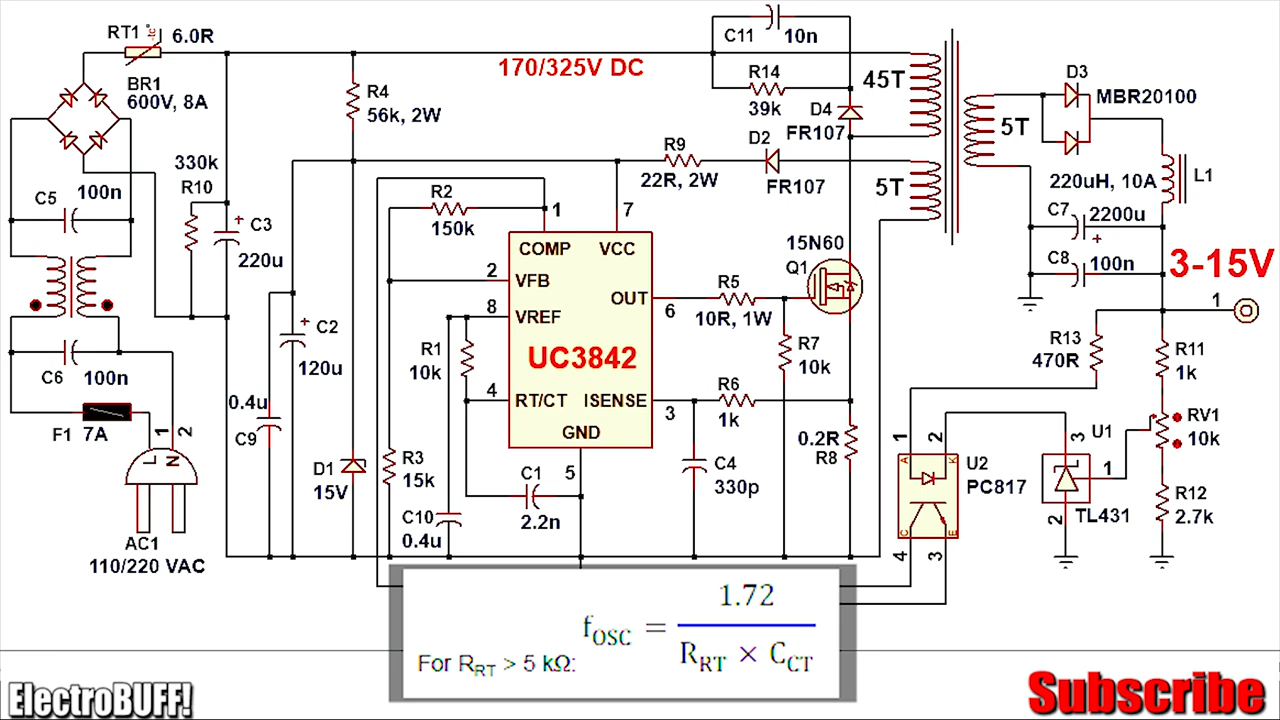 RT1
-tc
6.0R
BR1
600V, 8A
C5
100n
330k
R10
C3
+
220u
C6
100n
F1
7A
1
2
L
N
AC1
110/220 VAC
R4
56k, 2W
170/325V DC
C11
10n
R14
39k
D4
FR107
45T
5T
5T
D3
MBR20100
R9
22R, 2W
D2
FR107
220uH, 10A
L1
C7
2200u
+
C8
100n
3-15V
1
R2
150k
1
7
COMP
VCC
2
VFB
8
VREF
OUT
6
UC3842
4
RT/CT
ISENSE
3
GND
5
R5
10R, 1W
15N60
Q1
R7
10k
R6
1k
0.2R
R8
R1
10k
+
C2
120u
0.4u
C9
D1
15V
R3
15k
C10
0.4u
C1
2.2n
C4
330p
R13
470R
R11
1k
RV1
10k
R12
2.7k
1
2
A
K
C
E
4
3
U2
PC817
3
U1
1
2
TL431
For RRT > 5 kΩ:
fOSC = 1.72
RRT × CCT
ElectroBUFF!
Subscribe